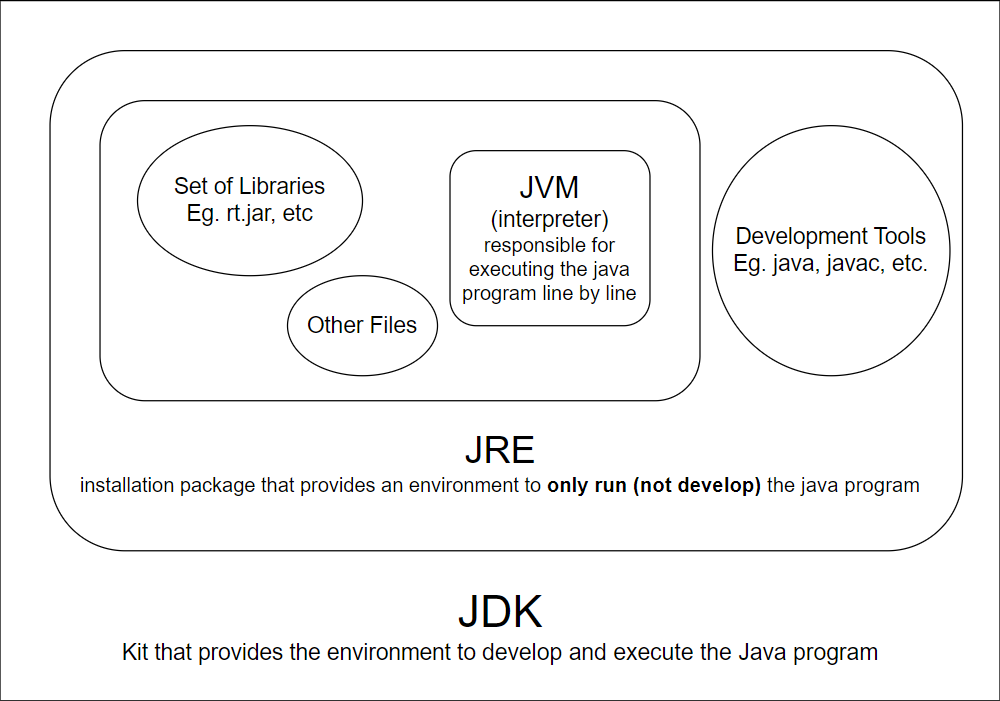 Set of Libraries
Eg. rt.jar, etc
JVM
(interpreter)
responsible for
executing the java
program line by line
Other Files
Development Tools
Eg. java, javac, etc.
JRE
installation package that provides an environment to only run (not develop) the java program
JDK
Kit that provides the environment to develop and execute the Java program